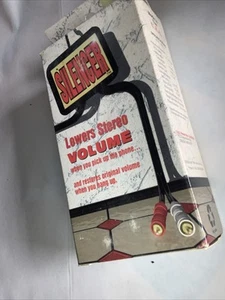 SILENCER
Lowers Stereo
VOLUME
when you pick up the phone...
and restores original volume
when you hang up.